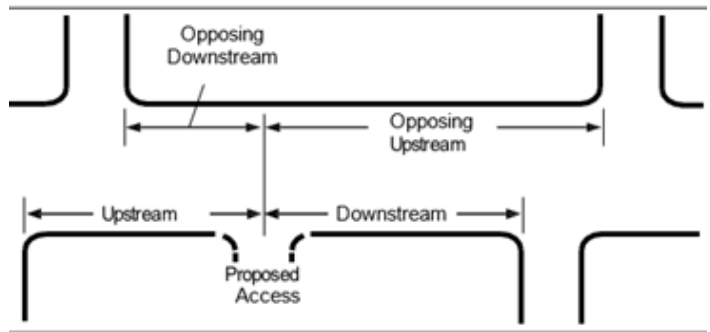 Opposing
Downstream
Opposing
Upstream
Upstream
Downstream
Proposed
Access